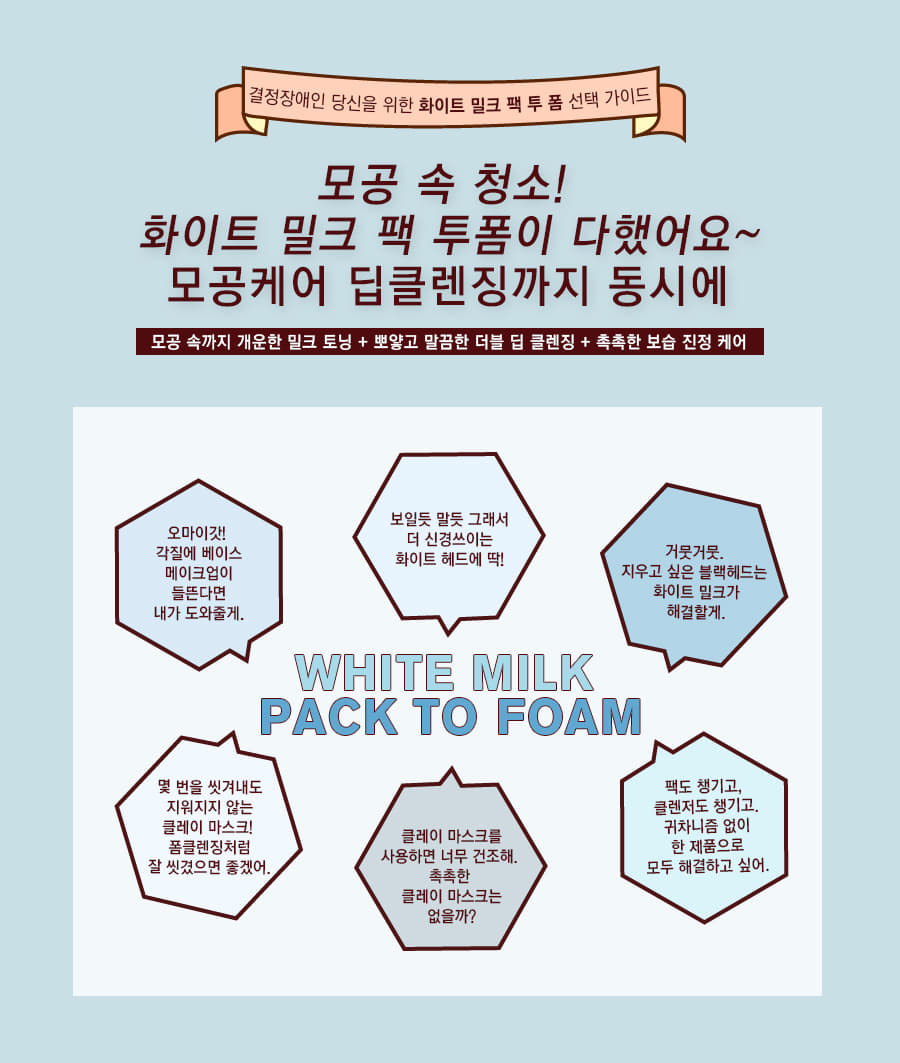 결정장애인 당신을 위한 화이트 밀크 팩 투 폼 선택 가이드
모공 속 청소!
화이트 밀크 팩 투폼이 다했어요~
모공케어 딥클렌징까지 동시에
모공 속까지 개운한 밀크 토닝 + 뽀얗고 말끔한 더블 딥 클렌징 + 촉촉한 보습 진정 케어
오마이갓!
각질에 베이스
메이크업이
들뜬다면
내가 도와줄게.
보일듯 말듯 그래서
더 신경쓰이는
화이트 헤드에 딱!
거뭇거뭇.
지우고 싶은 블랙헤드는
화이트 밀크가
해결할게.
WHITE MILK
PACK TO FOAM
몇 번을 씻겨내도
지워지지 않는
클레이 마스크!
폼클렌징처럼
잘 씻겼으면 좋겠어.
클레이 마스크를
사용하면 너무 건조해.
촉촉한
클레이 마스크는
없을까?
팩도 챙기고,
클렌저도 챙기고.
귀차니즘 없이
한 제품으로
모두 해결하고 싶어.